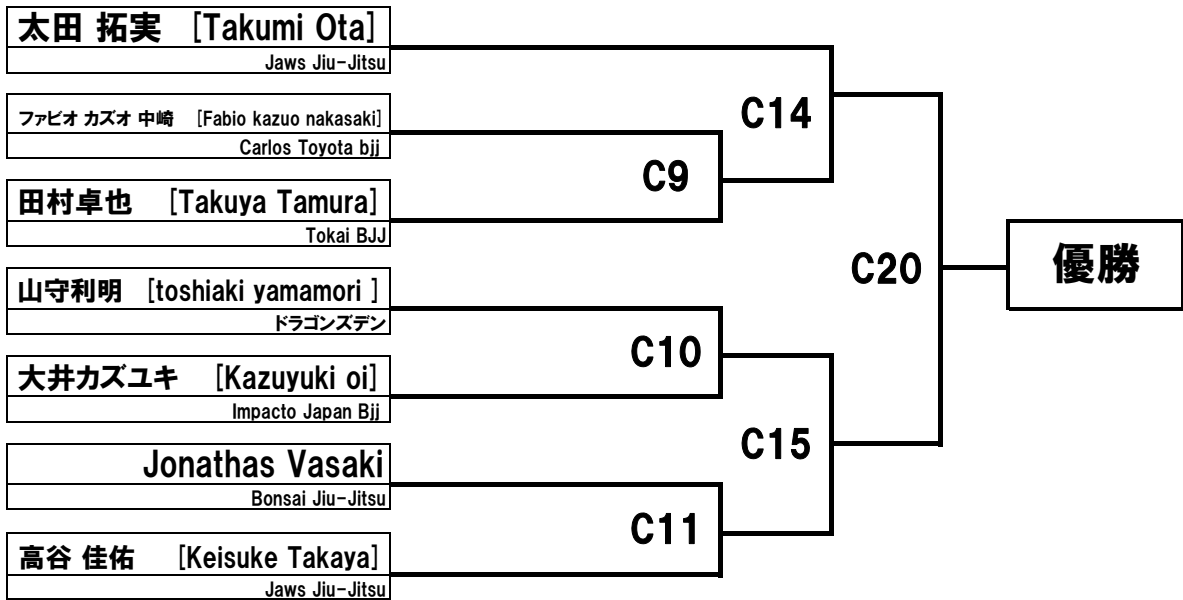 太田 拓実 [Takumi Ota]
Jaws Jiu-Jitsu
ファビオ カズオ 中崎 [Fabio kazuo nakasaki]
Carlos Toyota bjj
田村卓也 [Takuya Tamura]
Tokai BJJ
山守利明 [toshiaki yamamori ]
ドラゴンズデン
大井カズユキ [Kazuyuki oi]
Impacto Japan Bjj
Jonathas Vasaki
Bonsai Jiu-Jitsu
高谷 佳佑 [Keisuke Takaya]
Jaws Jiu-Jitsu
C9
C10
C11
C14
C15
C20
優勝